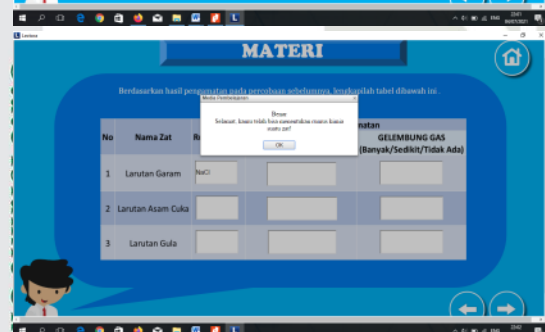 Lectora
MATERI
Berdasarkan hasil pengamatan pada percobaan sebelumnya, lengkapilah tabel dibawah ini .
Media Pembelajaran
Benar
Selamat, kamu telah bisa menentukan rumus kimia
suatu zat!
OK
No
Nama Zat
GELEMBUNG GAS
(Banyak/Sedikit/Tidak Ada)
1
Larutan Garam
NaCl
2
Larutan Asam Cuka
3
Larutan Gula